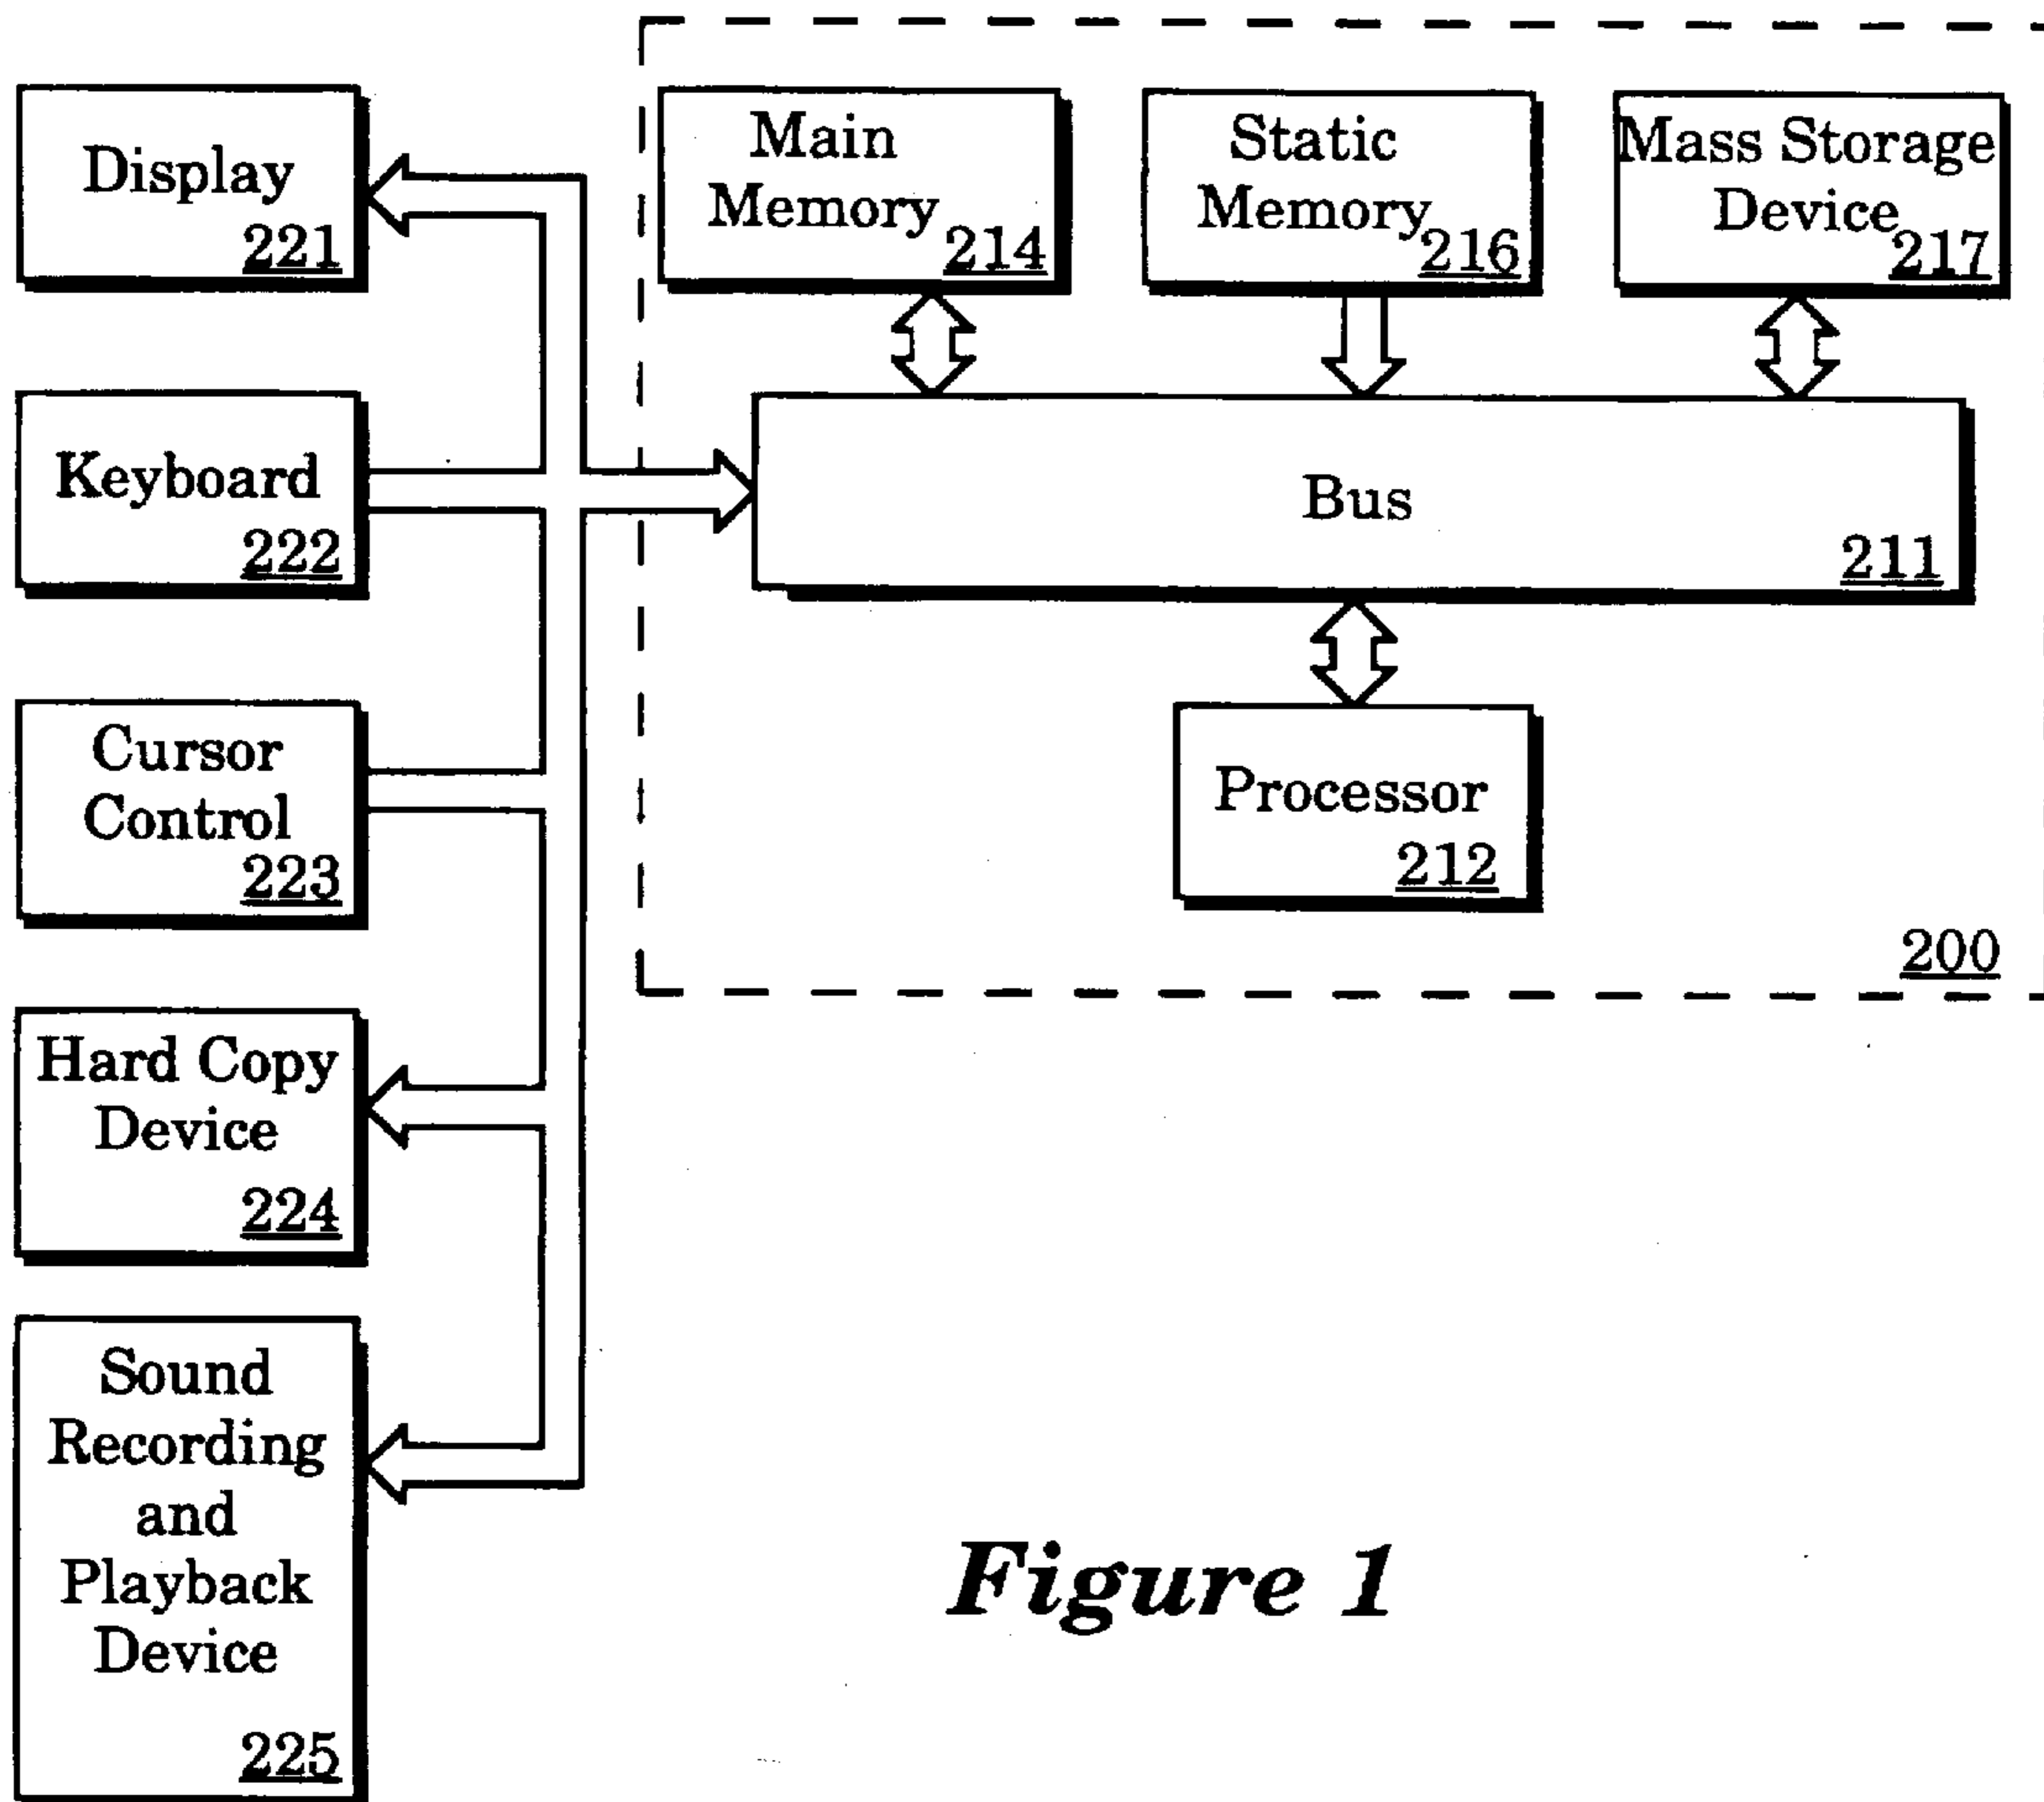 Display
221
Keyboard
222
Cursor
Control
223
Hard Copy
Device
224
Sound
Recording
and
Playback
Device
225
Main
Memory
214
Static
Memory
216
Mass Storage
Device
217
Bus
211
Processor
212
200
Figure 1